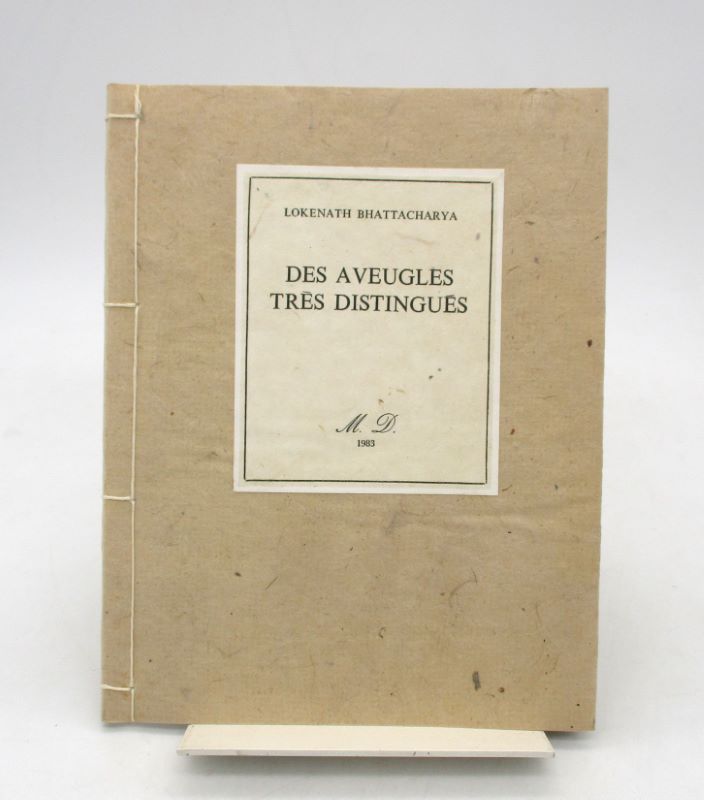 LOKENATH BHATTACHARYA
DES AVEUGLES
TRÈS DISTINGUÉS
M. D.
1983